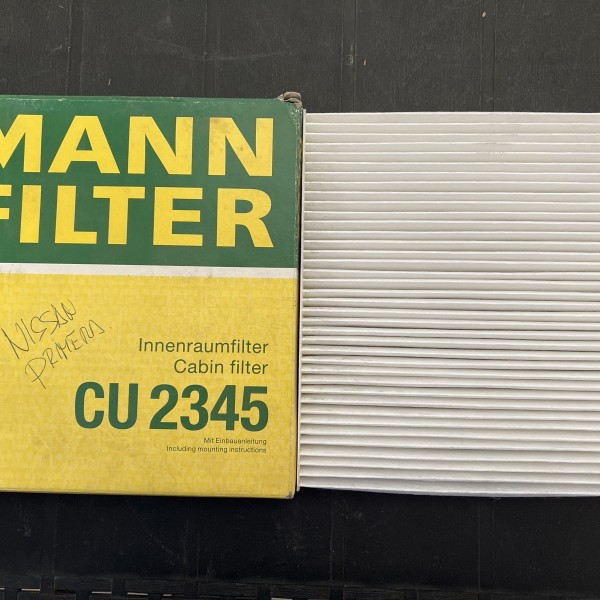 MANN
FILTER
NISSAN
PRIMERA.
Innenraumfilter
Cabin filter
CU 2345
Mit Einbauanleitung
Including mounting instructions